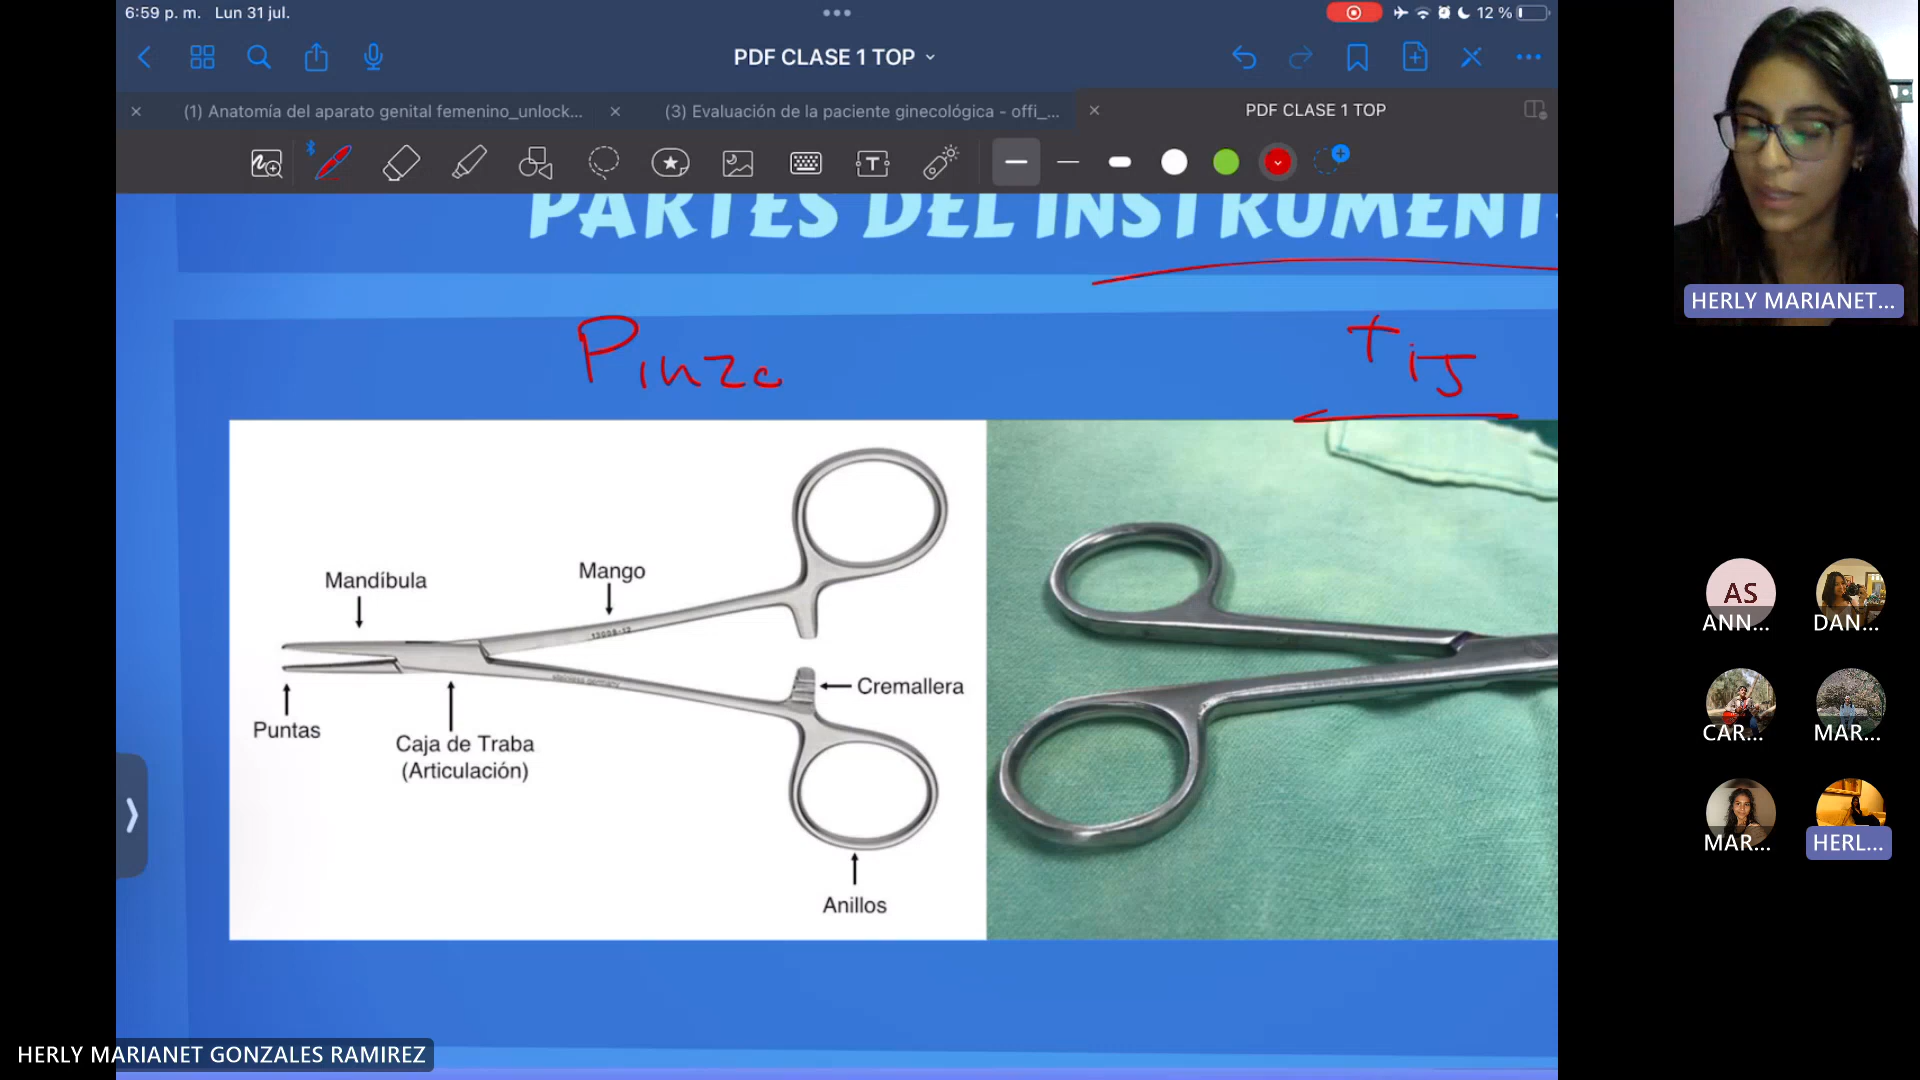 6:59 p. m. Lun 31 jul.
12 %
PDF CLASE 1 TOP
(1) Anatomía del aparato genital femenino_unlock...
(3) Evaluación de la paciente ginecológica - offi_...
PDF CLASE 1 TOP
PARTES DEL INSTRUMENT
Pinza
tij
Mandíbula
Mango
Cremallera
Puntas
Caja de Traba
(Articulación)
Anillos
HERLY MARIANET GONZALES RAMIREZ
HERLY MARIANET...
AS
ANN...
DAN...
CAR...
MAR...
MAR...
HERL...